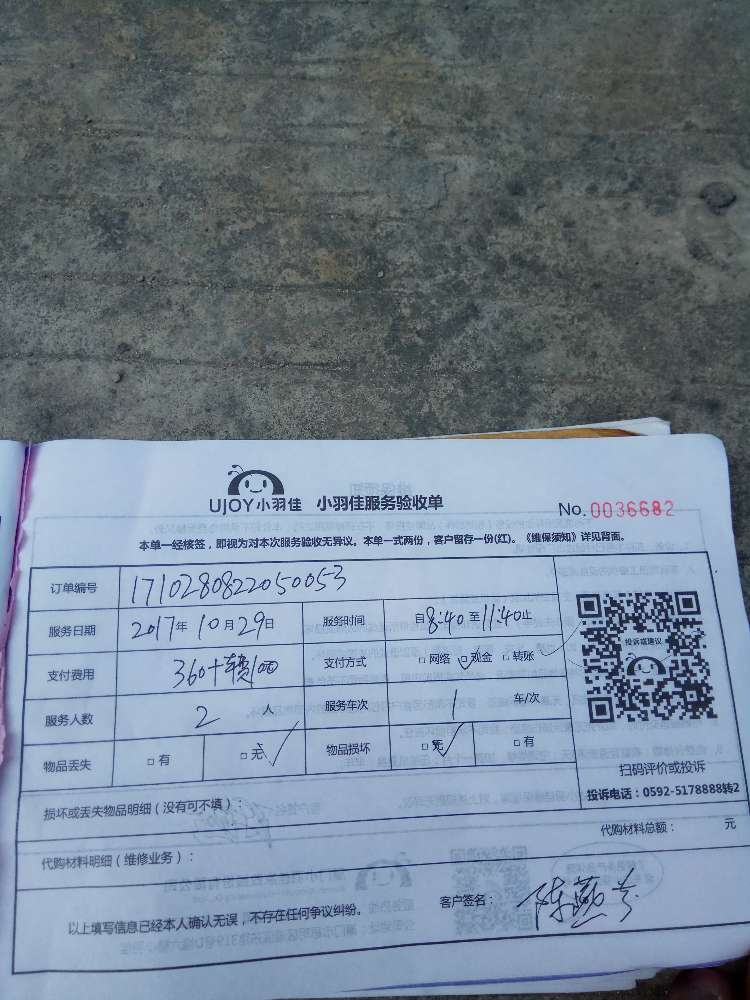 UJOY小羽佳 小羽佳服务验收单 No.0036682
本单一经核签，即视为对本次服务验收无异议。本单一式两份，客户留存一份(红)。《维保须知》详见背面。
订单编号 1710280822050053
服务日期 2017年10月29日 服务时间 自8:40至11:40止
支付费用 360+车费100 支付方式 □网络 ☑现金 □转账
服务人数 2人 服务车次 1 车/次
物品丢失 □有 □无✓ 物品损坏 □无✓ □有
投诉或建议
扫码评价或投诉
投诉电话：0592-5178888转2
损坏或丢失物品明细（没有可不填）：
代购材料明细（维修业务）： 代购材料总额： 元
以上填写信息已经本人确认无误，不存在任何争议纠纷。 客户签名：